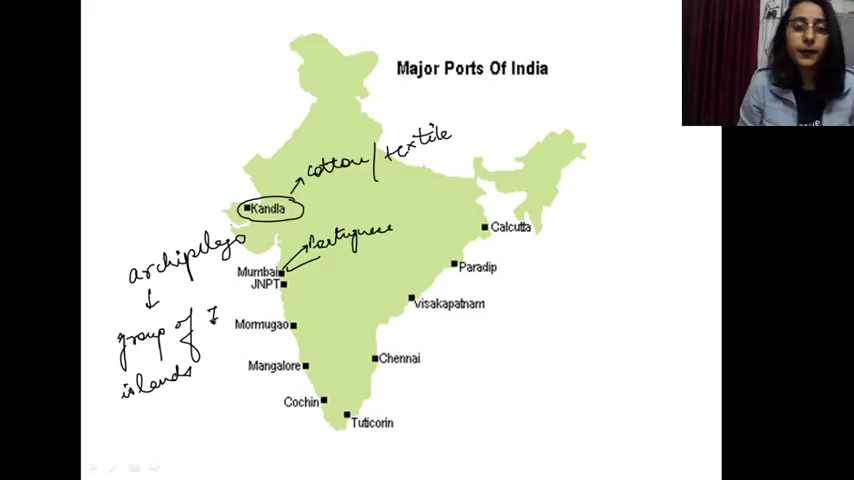 Major Ports Of India
cotton/textile
Kandla
Calcutta
Portuguese
archipelago
Paradip
Mumbai
JNPT
Visakapatnam
group of 7
islands
Mormugao
Chennai
Mangalore
Cochin
Tuticorin